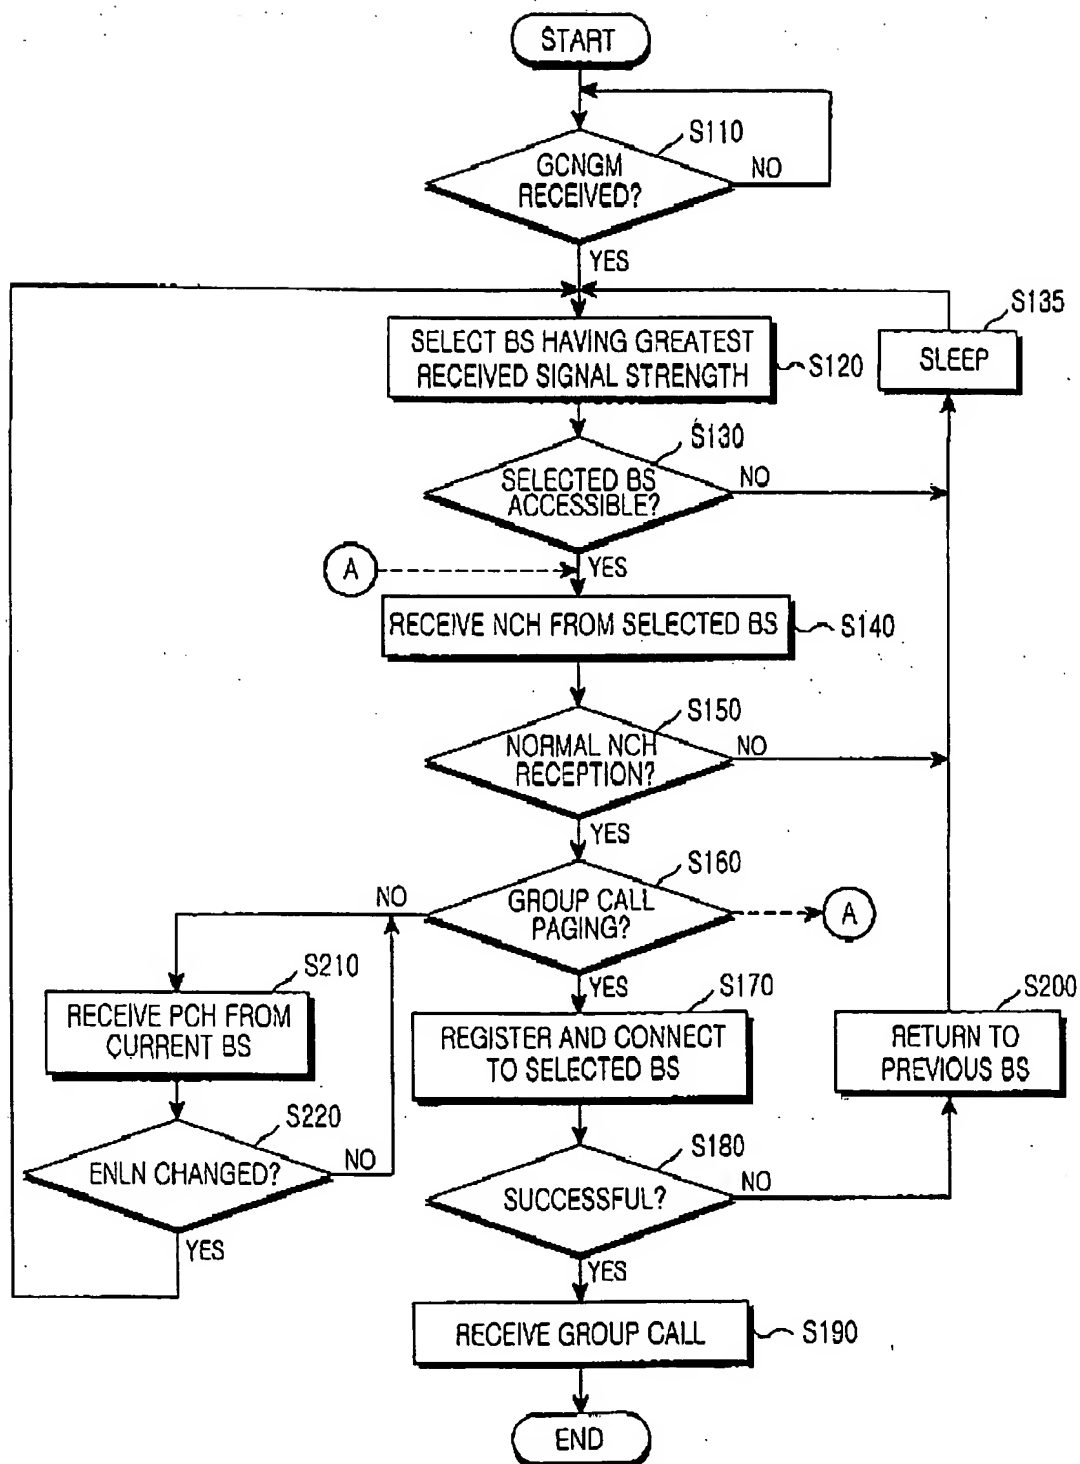 START
S110
GCNGM
RECEIVED?
NO
YES
S135
SELECT BS HAVING GREATEST
RECEIVED SIGNAL STRENGTH
S120
SLEEP
S130
SELECTED BS
ACCESSIBLE?
NO
A
YES
RECEIVE NCH FROM SELECTED BS
S140
S150
NORMAL NCH
RECEPTION?
NO
YES
S160
NO
GROUP CALL
PAGING?
A
YES
S210
RECEIVE PCH FROM
CURRENT BS
S170
REGISTER AND CONNECT
TO SELECTED BS
S200
RETURN TO
PREVIOUS BS
S220
ENLN CHANGED?
NO
YES
S180
SUCCESSFUL?
NO
YES
RECEIVE GROUP CALL
S190
END